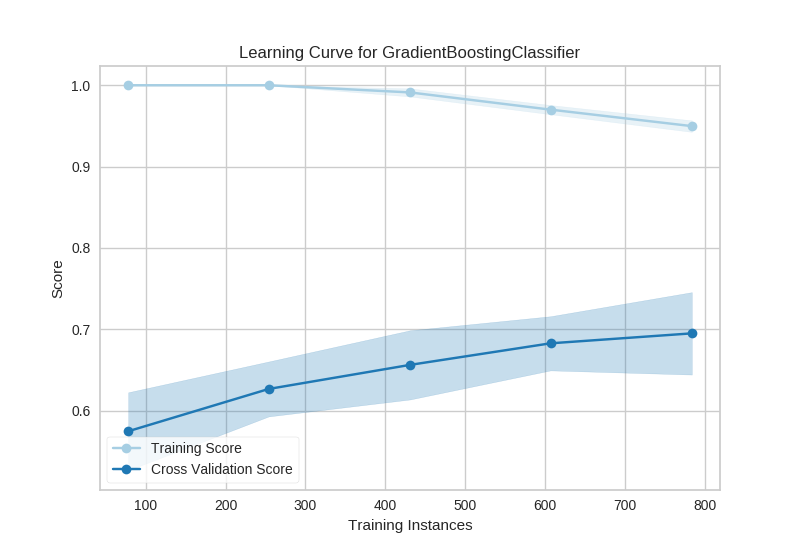 Learning Curve for GradientBoostingClassifier
1.0
0.9
0.8
0.7
0.6
Score
Training Score
Cross Validation Score
100 200 300 400 500 600 700 800
Training Instances